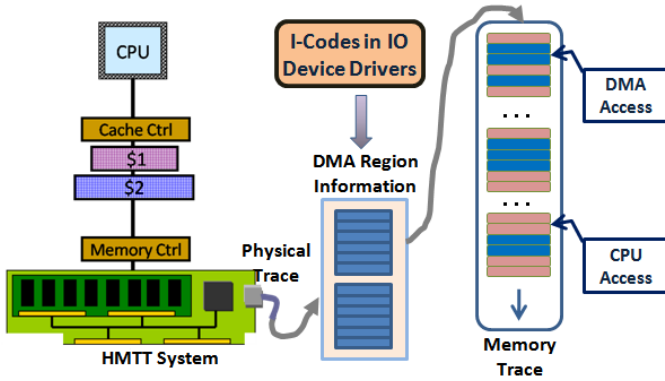 CPU
Cache Ctrl
$1
$2
Memory Ctrl
HMTT System
Physical
Trace
I-Codes in IO
Device Drivers
DMA Region
Information
...
...
Memory
Trace
DMA
Access
CPU
Access